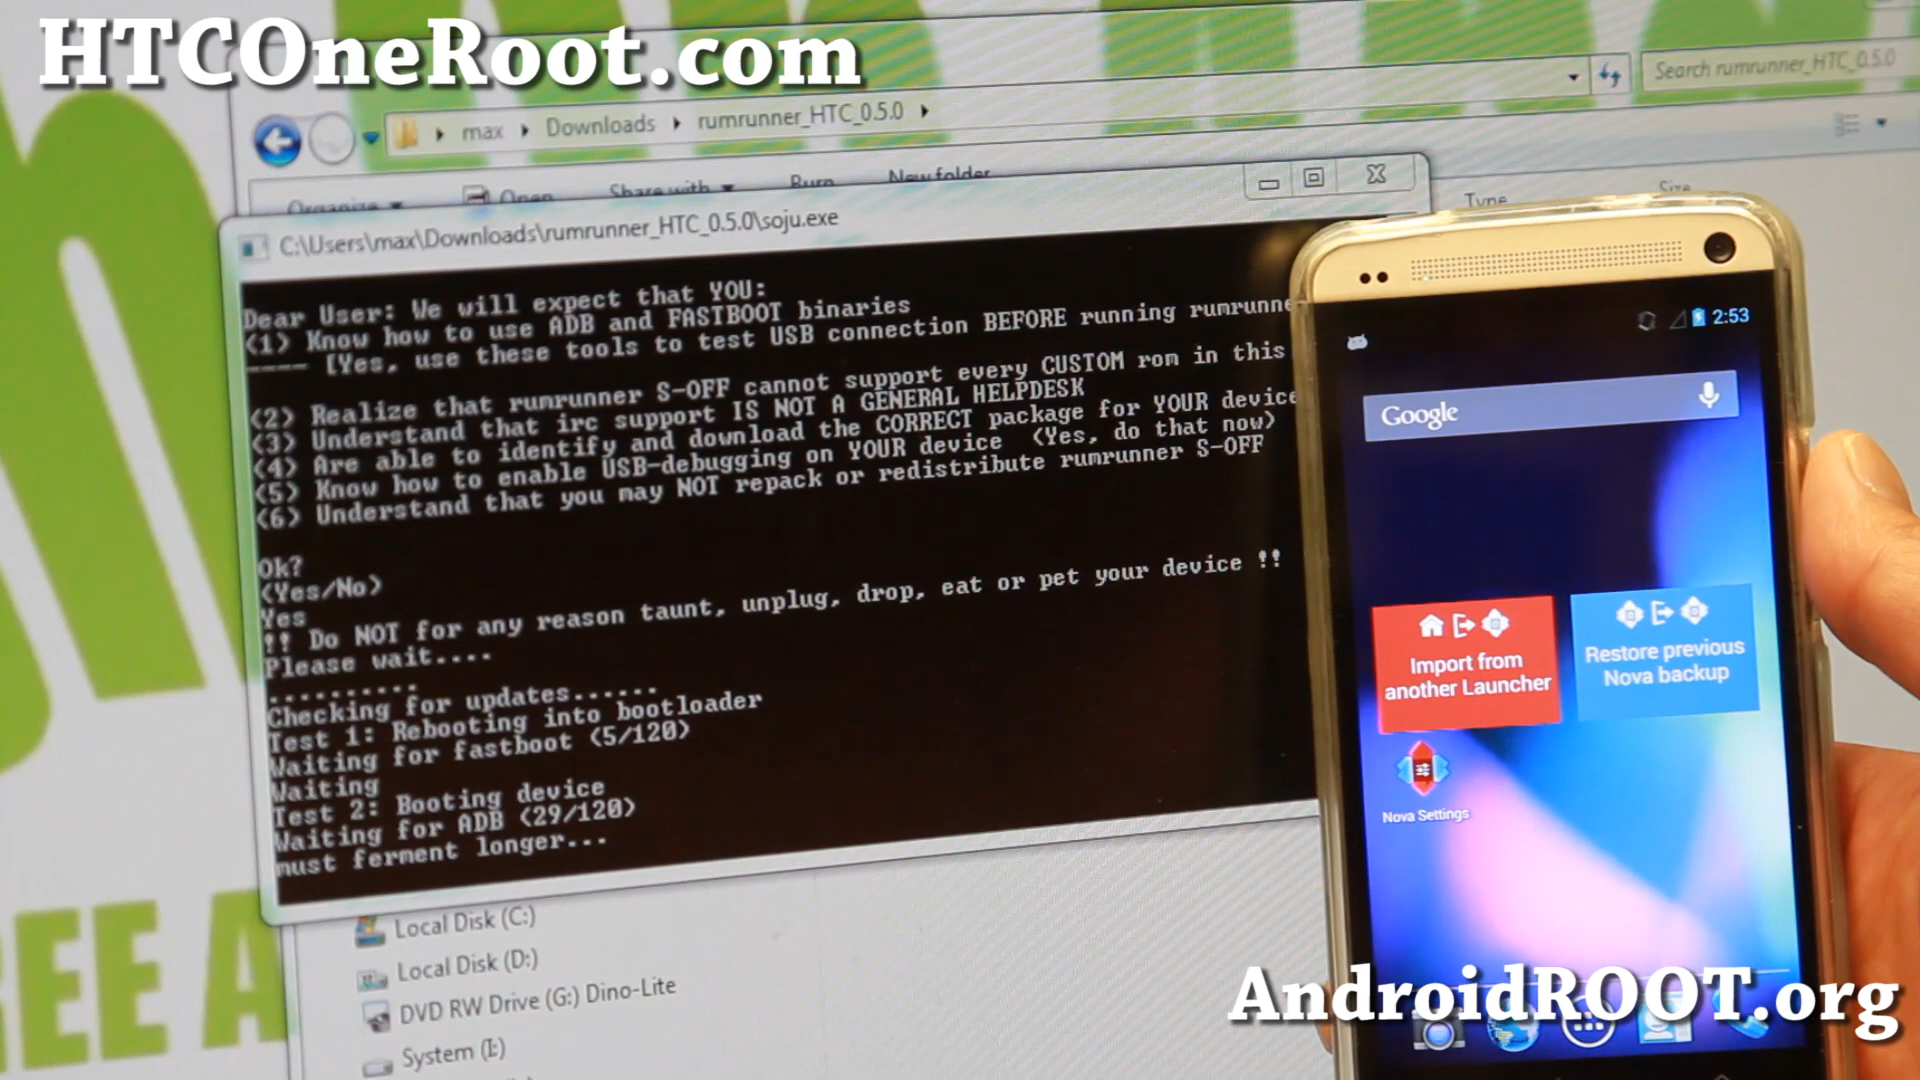 HTCOneRoot.com
Search rumrunner_HTC_0.5.0
max Downloads rumrunner_HTC_0.5.0
Organize Open Share with Burn New folder
Type Size
C:\Users\max\Downloads\rumrunner_HTC_0.5.0\soju.exe
Dear User: We will expect that YOU:
(1) Know how to use ADB and FASTBOOT binaries
---- [Yes, use these tools to test USB connection BEFORE running
(2) Realize that rumrunner S-OFF cannot support every CUSTOM rom in this
(3) Understand that irc support IS NOT A GENERAL HELPDESK
(4) Are able to identify and download the CORRECT package for YOUR device
(5) Know how to enable USB-debugging on YOUR device (Yes, do that now)
(6) Understand that you may NOT repack or redistribute rumrunner S-OFF
Ok?
(Yes/No)
Yes
!! Do NOT for any reason taunt, unplug, drop, eat or pet your device !!
Please wait....
..........
Checking for updates......
Test 1: Rebooting into bootloader
Waiting for fastboot (5/120)
Waiting
Test 2: Booting device
Waiting for ADB (29/120)
must ferment longer...
Local Disk (C:)
Local Disk (D:)
DVD RW Drive (G:) Dino-Lite
System (I:)
REE A
2:53
Google
Import from
another Launcher
Restore previous
Nova backup
Nova Settings
AndroidROOT.org